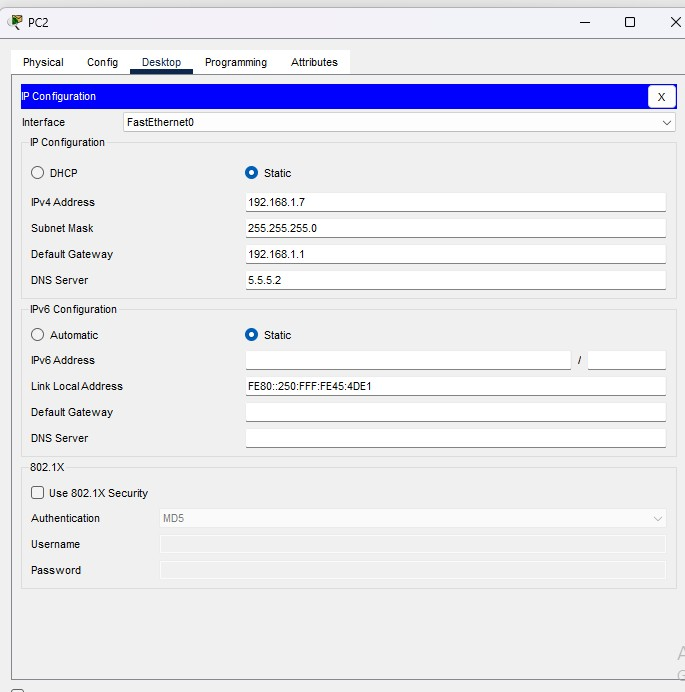 PC2
Physical Config Desktop Programming Attributes
IP Configuration X
Interface FastEthernet0
IP Configuration
DHCP Static
IPv4 Address 192.168.1.7
Subnet Mask 255.255.255.0
Default Gateway 192.168.1.1
DNS Server 5.5.5.2
IPv6 Configuration
Automatic Static
IPv6 Address /
Link Local Address FE80::250:FFF:FE45:4DE1
Default Gateway
DNS Server
802.1X
Use 802.1X Security
Authentication MD5
Username
Password